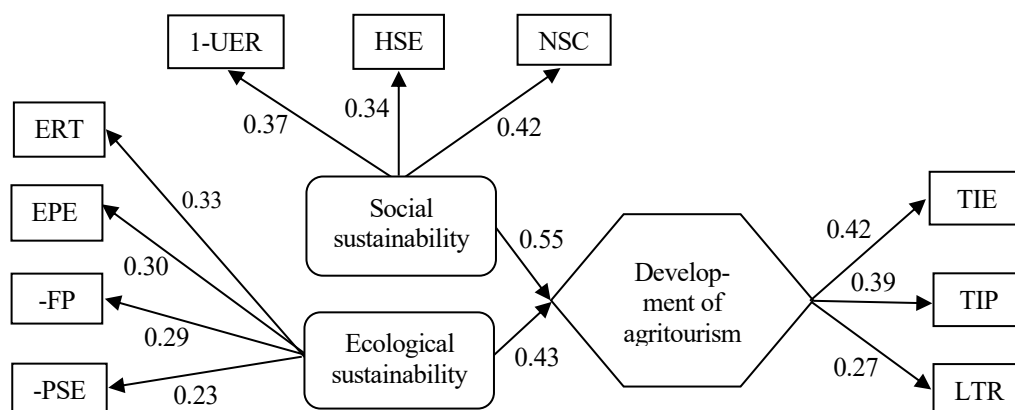 1-UER
HSE
NSC
0.37
0.34
0.42
ERT
EPE
-FP
-PSE
0.33
0.30
0.29
0.23
Social
sustainability
Ecological
sustainability
0.55
0.43
Develop-
ment of
agritourism
0.42
0.39
0.27
TIE
TIP
LTR